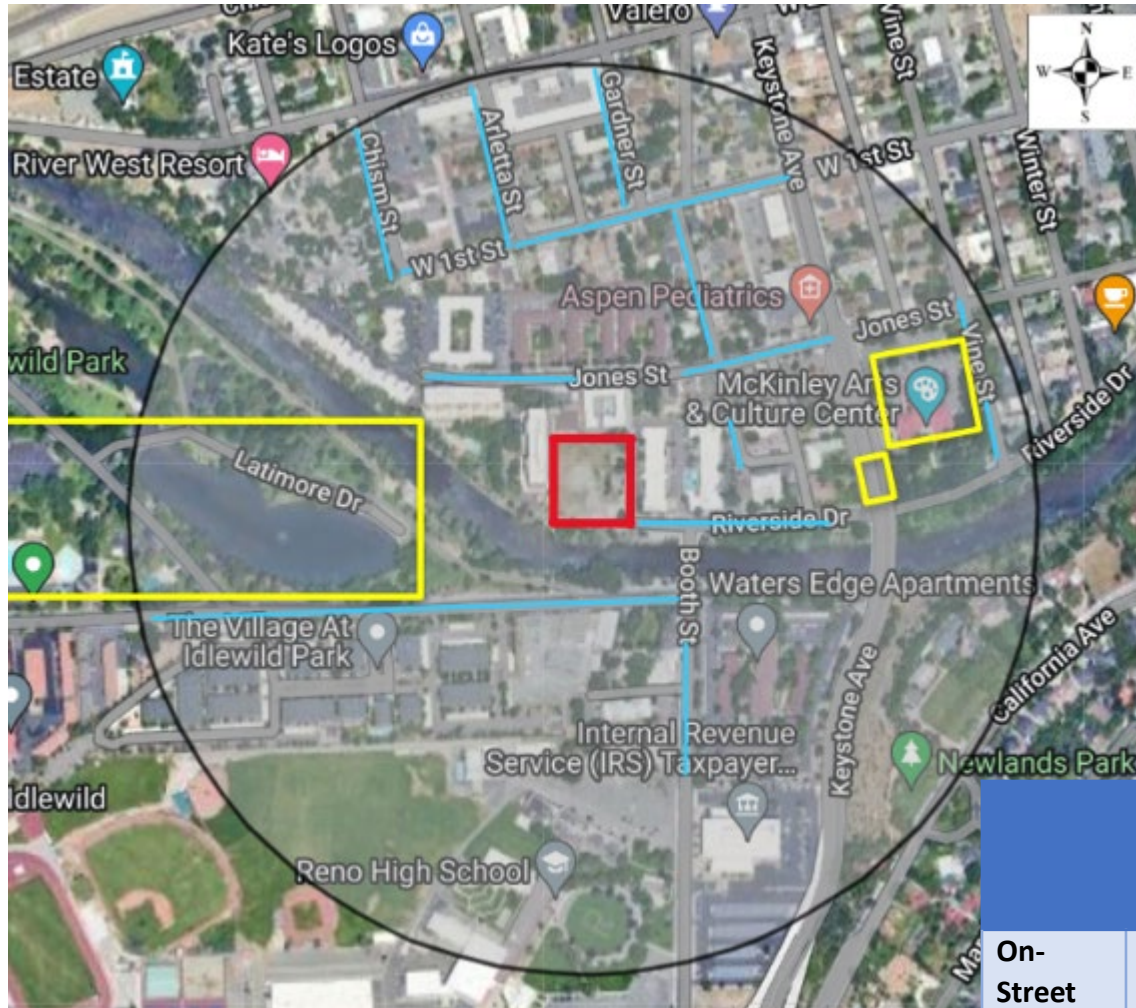 Valero
Kate's Logos
Estate
River West Resort
Chism St
Arletta St
Gardner St
Keystone Ave
Vine St
N
W
E
S
Winter St
W 1st St
W 1st St
Aspen Pediatrics
Jones St
Jones St
Vine St
McKinley Arts
& Culture Center
Riverside Dr
wild Park
Latimore Dr
Riverside Dr
Booth St
Waters Edge Apartments
The Village At
Idlewild Park
California Ave
Keystone Ave
Internal Revenue
Service (IRS) Taxpayer...
Newlands Park
Idlewild
Reno High School
On-
Street